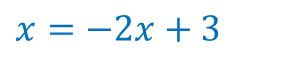 x = −2x + 3